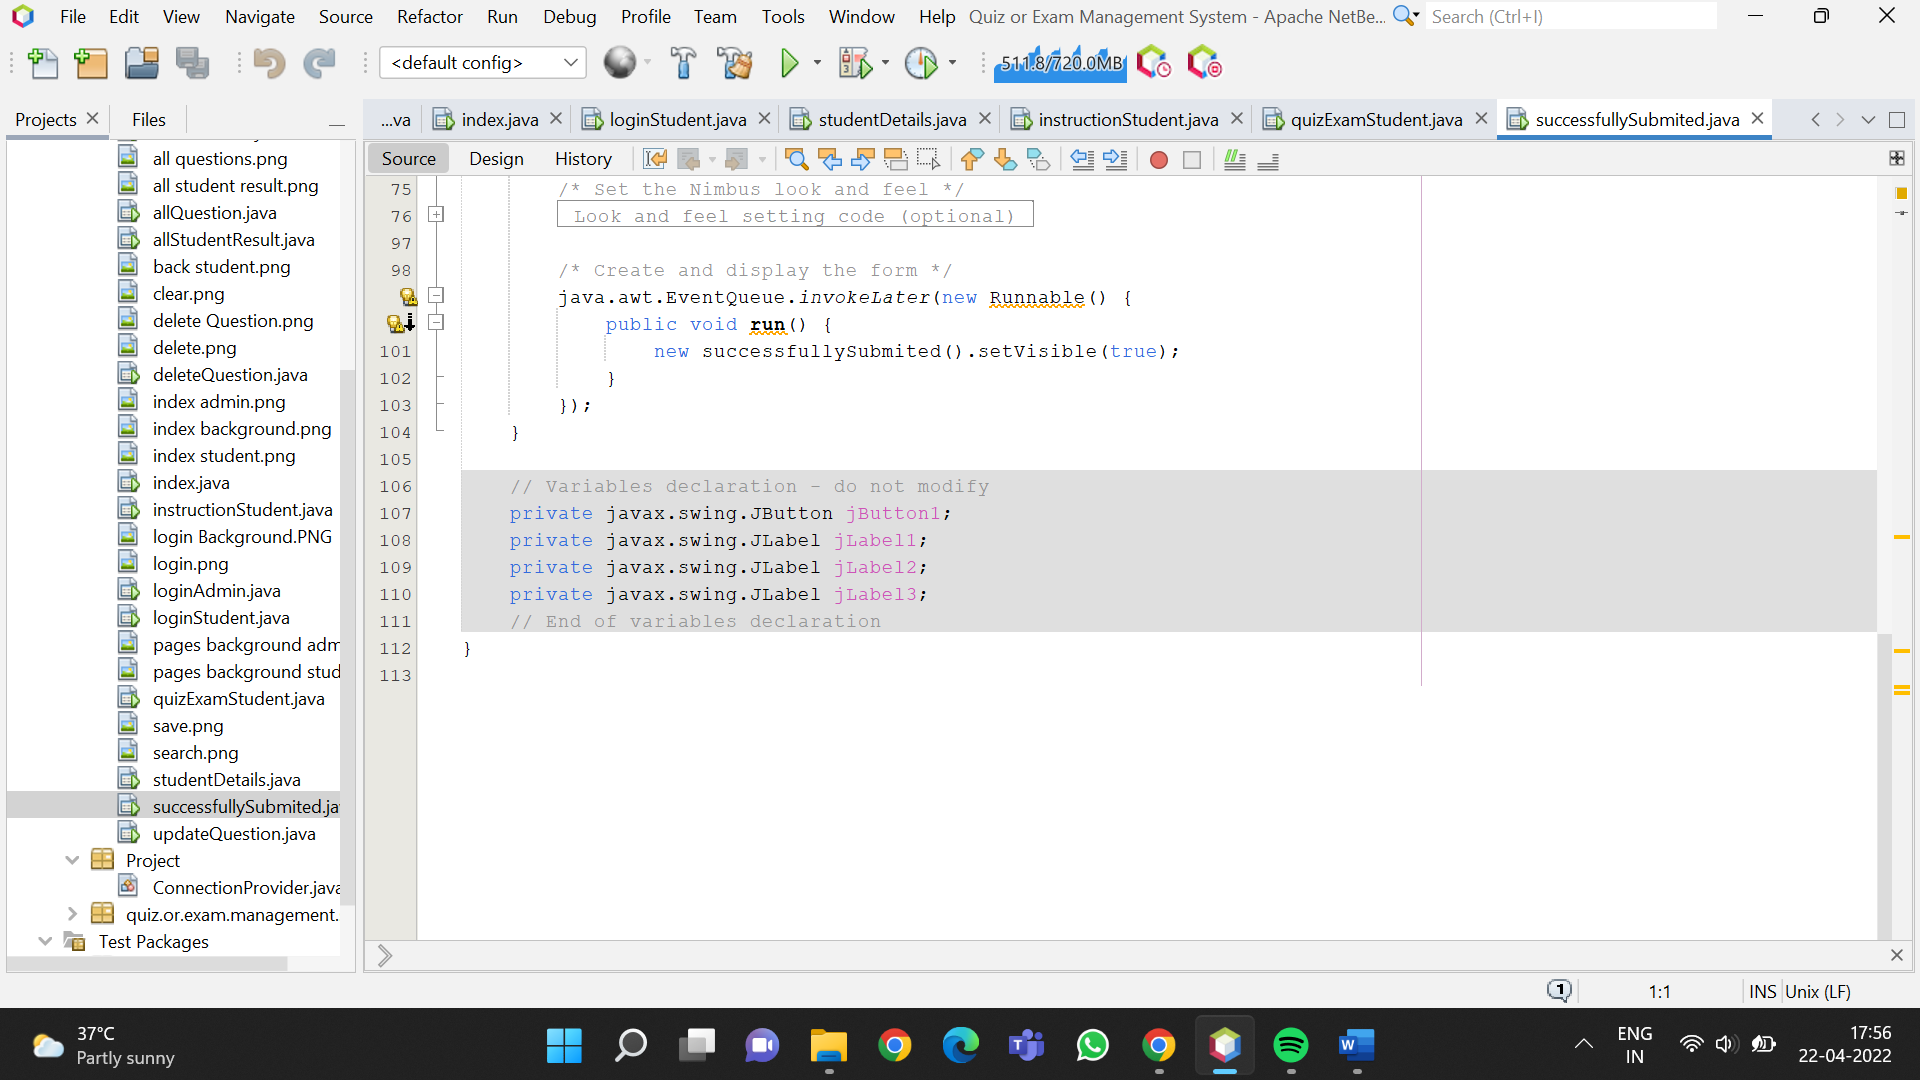 File Edit View Navigate Source Refactor Run Debug Profile Team Tools Window Help Quiz or Exam Management System - Apache NetBe... Search (Ctrl+I)
<default config> 511.8/720.0MB
Projects Files
...va index.java loginStudent.java studentDetails.java instructionStudent.java quizExamStudent.java successfullySubmited.java
Source Design History
all questions.png
all student result.png
allQuestion.java
allStudentResult.java
back student.png
clear.png
delete Question.png
delete.png
deleteQuestion.java
index admin.png
index background.png
index student.png
index.java
instructionStudent.java
login Background.PNG
login.png
loginAdmin.java
loginStudent.java
pages background adm
pages background stud
quizExamStudent.java
save.png
search.png
studentDetails.java
successfullySubmited.ja
updateQuestion.java
Project
ConnectionProvider.java
quiz.or.exam.management.
Test Packages
75 /* Set the Nimbus look and feel */
76 Look and feel setting code (optional)
97
98 /* Create and display the form */
java.awt.EventQueue.invokeLater(new Runnable() {
public void run() {
101 new successfullySubmited().setVisible(true);
102 }
103 });
104 }
105
106 // Variables declaration - do not modify
107 private javax.swing.JButton jButton1;
108 private javax.swing.JLabel jLabel1;
109 private javax.swing.JLabel jLabel2;
110 private javax.swing.JLabel jLabel3;
111 // End of variables declaration
112 }
113
1 1:1 INS Unix (LF)
37°C
Partly sunny
ENG
IN
17:56
22-04-2022